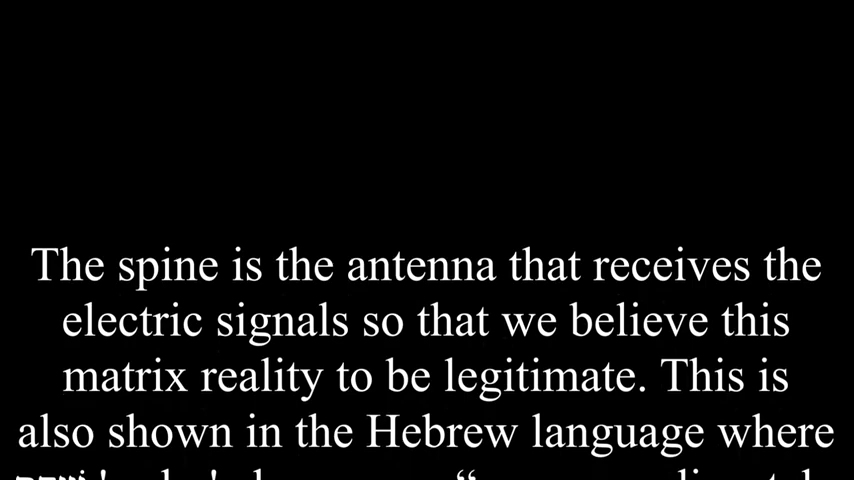 The spine is the antenna that receives the
electric signals so that we believe this
matrix reality to be legitimate. This is
also shown in the Hebrew language where